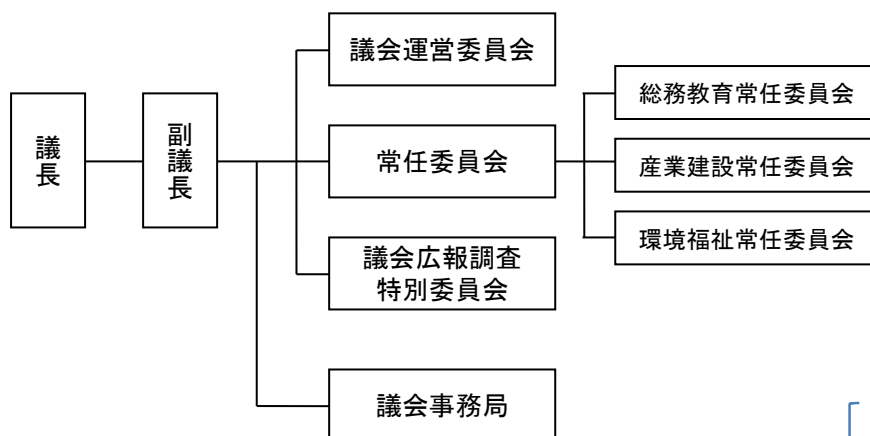 議長
副議長
議会運営委員会
常任委員会
議会広報調査
特別委員会
議会事務局
総務教育常任委員会
産業建設常任委員会
環境福祉常任委員会